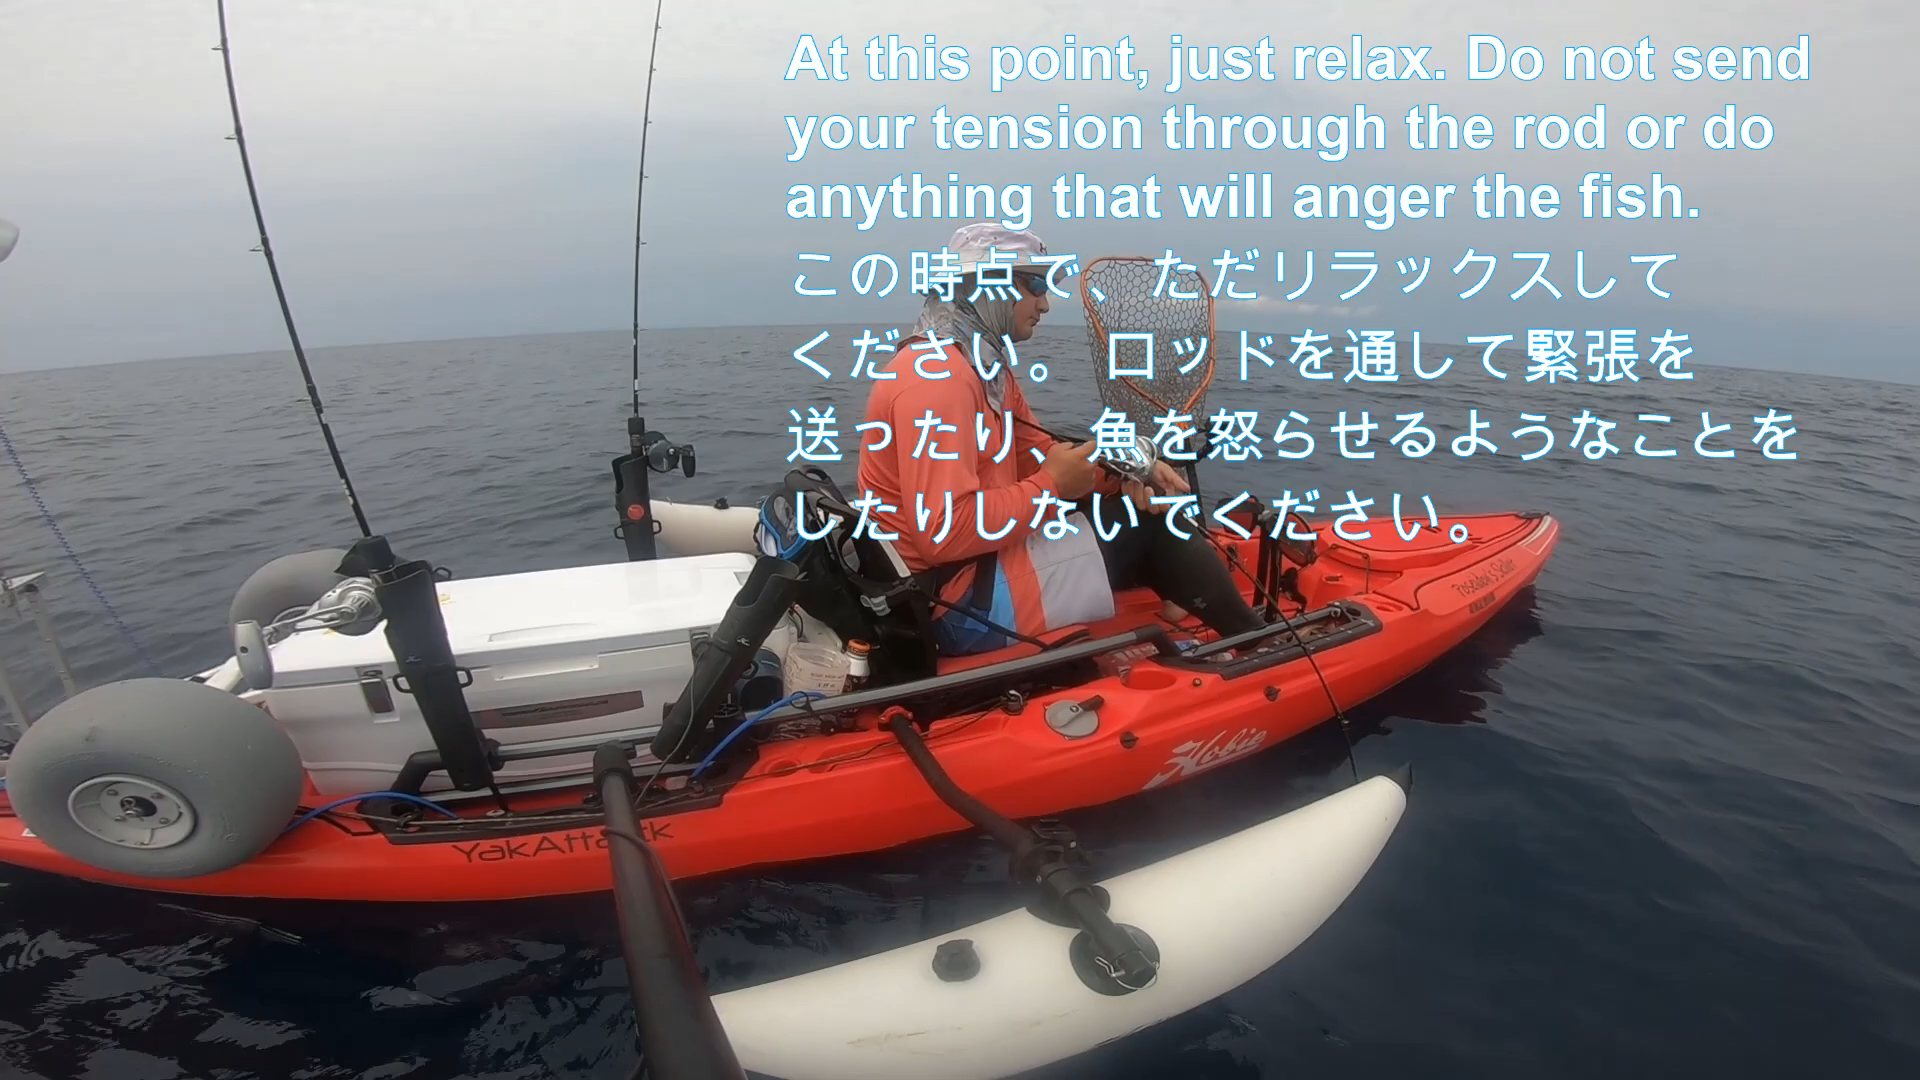 At this point, just relax. Do not send
your tension through the rod or do
anything that will anger the fish.
この時点で、ただリラックスして
ください。 ロッドを通して緊張を
送ったり、魚を怒らせるようなことを
したりしないでください。
Poseidon's
Hobie
YakAttack